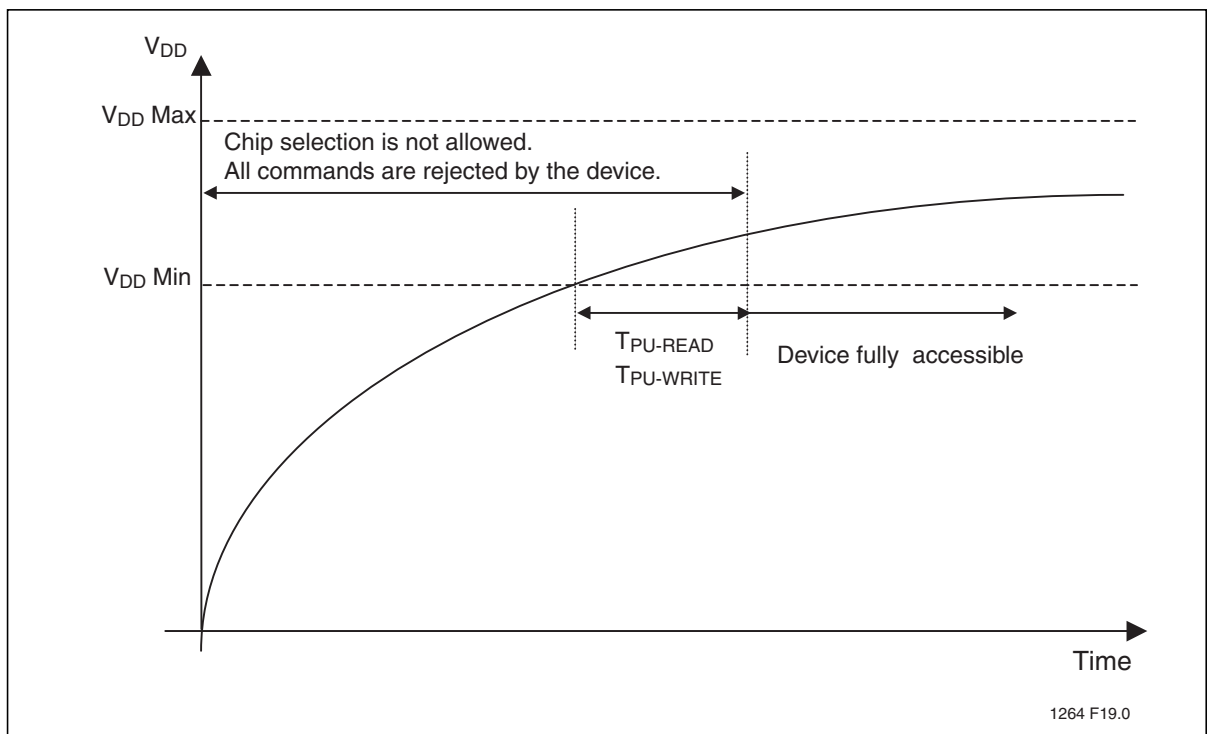 VDD
VDD Max
Chip selection is not allowed.
All commands are rejected by the device.
VDD Min
TPU-READ
TPU-WRITE
Device fully accessible
Time
1264 F19.0